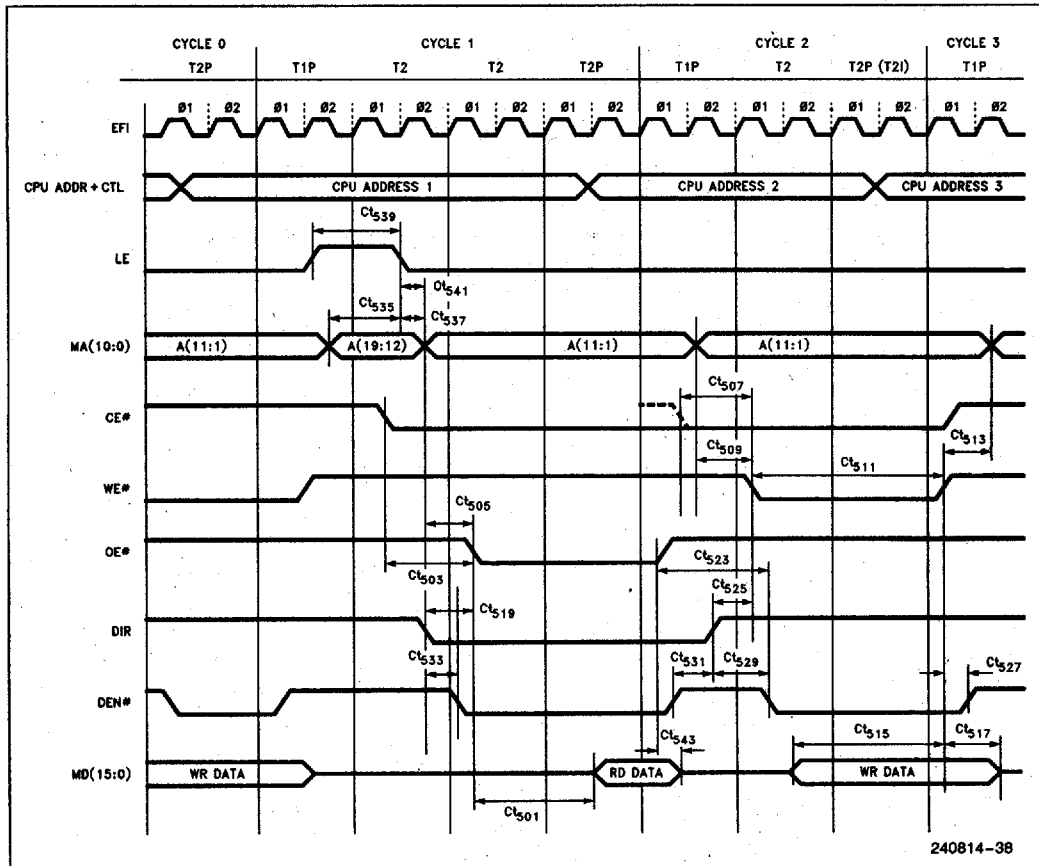 CYCLE 0 CYCLE 1 CYCLE 2 CYCLE 3
T2P T1P T2 T2 T2P T1P T2 T2P (T2I) T1P
Ø1 Ø2 Ø1 Ø2 Ø1 Ø2 Ø1 Ø2 Ø1 Ø2 Ø1 Ø2 Ø1 Ø2 Ø1 Ø2 Ø1 Ø2
EFI
CPU ADDR + CTL CPU ADDRESS 1 CPU ADDRESS 2 CPU ADDRESS 3
Ct539
LE
Ot541
Ct535 Ct537
MA(10:0) A(11:1) A(19:12) A(11:1) A(11:1)
Ct507
CE#
Ct509 Ct511 Ct513
WE#
Ct505
OE#
Ct503 Ct523
Ct519 Ct525
DIR
Ct533 Ct531 Ct529 Ct527
DEN#
Ct543 Ct515 Ct517
MD(15:0) WR DATA RD DATA WR DATA
Ct501
240814-38